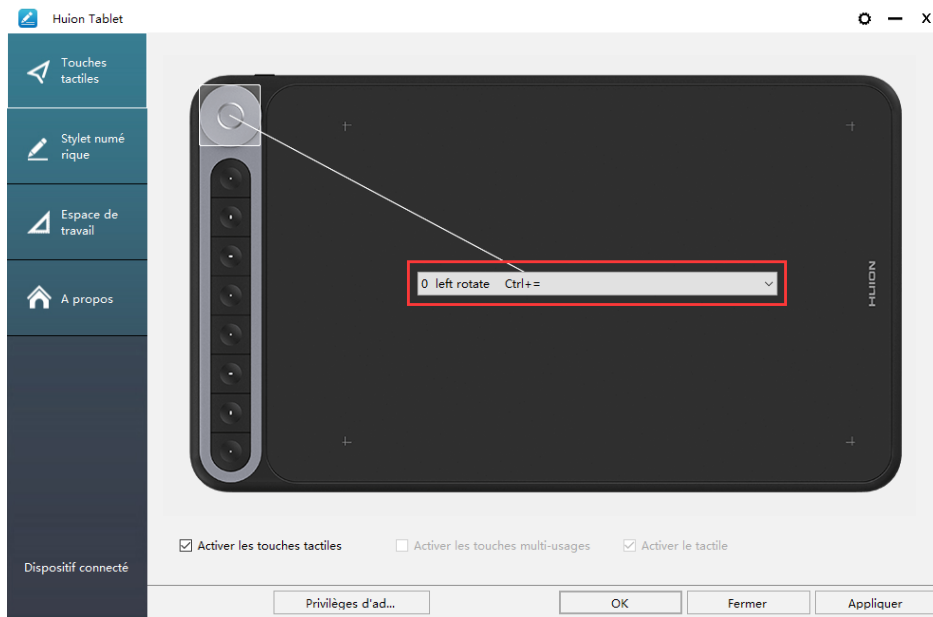 Huion Tablet
Touches
tactiles
Stylet numé
rique
Espace de
travail
A propos
Dispositif connecté
0 left rotate Ctrl+=
HUION
Activer les touches tactiles
Activer les touches multi-usages
Activer le tactile
Privilèges d'ad...
OK
Fermer
Appliquer